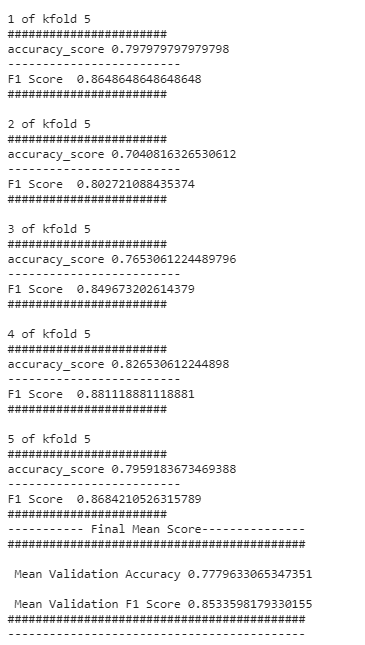 1 of kfold 5
#######################
accuracy_score 0.797979797979798
-------------------------
F1 Score  0.8648648648648648
#######################

2 of kfold 5
#######################
accuracy_score 0.7040816326530612
-------------------------
F1 Score  0.802721088435374
#######################

3 of kfold 5
#######################
accuracy_score 0.7653061224489796
-------------------------
F1 Score  0.849673202614379
#######################

4 of kfold 5
#######################
accuracy_score 0.826530612244898
-------------------------
F1 Score  0.881118881118881
#######################

5 of kfold 5
#######################
accuracy_score 0.7959183673469388
-------------------------
F1 Score  0.8684210526315789
#######################
----------- Final Mean Score---------------
###########################################

 Mean Validation Accuracy 0.7779633065347351

 Mean Validation F1 Score 0.8533598179330155
###########################################
-------------------------------------------